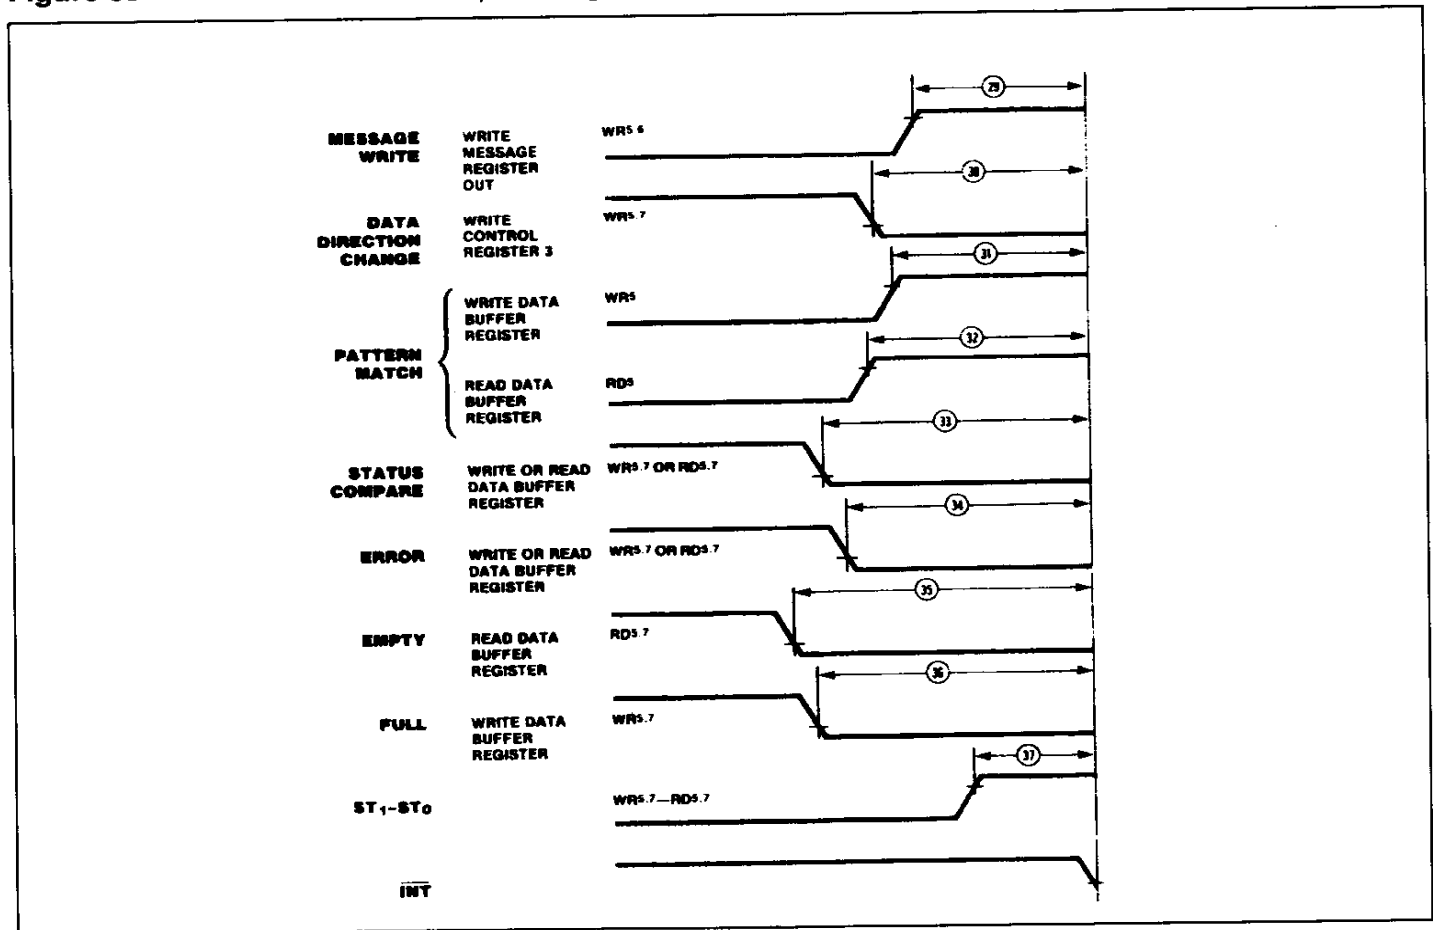 29
MESSAGE WRITE
WRITE MESSAGE REGISTER OUT
WR5.6
30
DATA DIRECTION CHANGE
WRITE CONTROL REGISTER 3
WR5.7
31
PATTERN MATCH
WRITE DATA BUFFER REGISTER
WR5
32
READ DATA BUFFER REGISTER
RD5
33
STATUS COMPARE
WRITE OR READ DATA BUFFER REGISTER
WR5.7 OR RD5.7
34
ERROR
WRITE OR READ DATA BUFFER REGISTER
WR5.7 OR RD5.7
35
EMPTY
READ DATA BUFFER REGISTER
RD5.7
36
FULL
WRITE DATA BUFFER REGISTER
WR5.7
37
ST1-ST0
WR5.7—RD5.7
INT